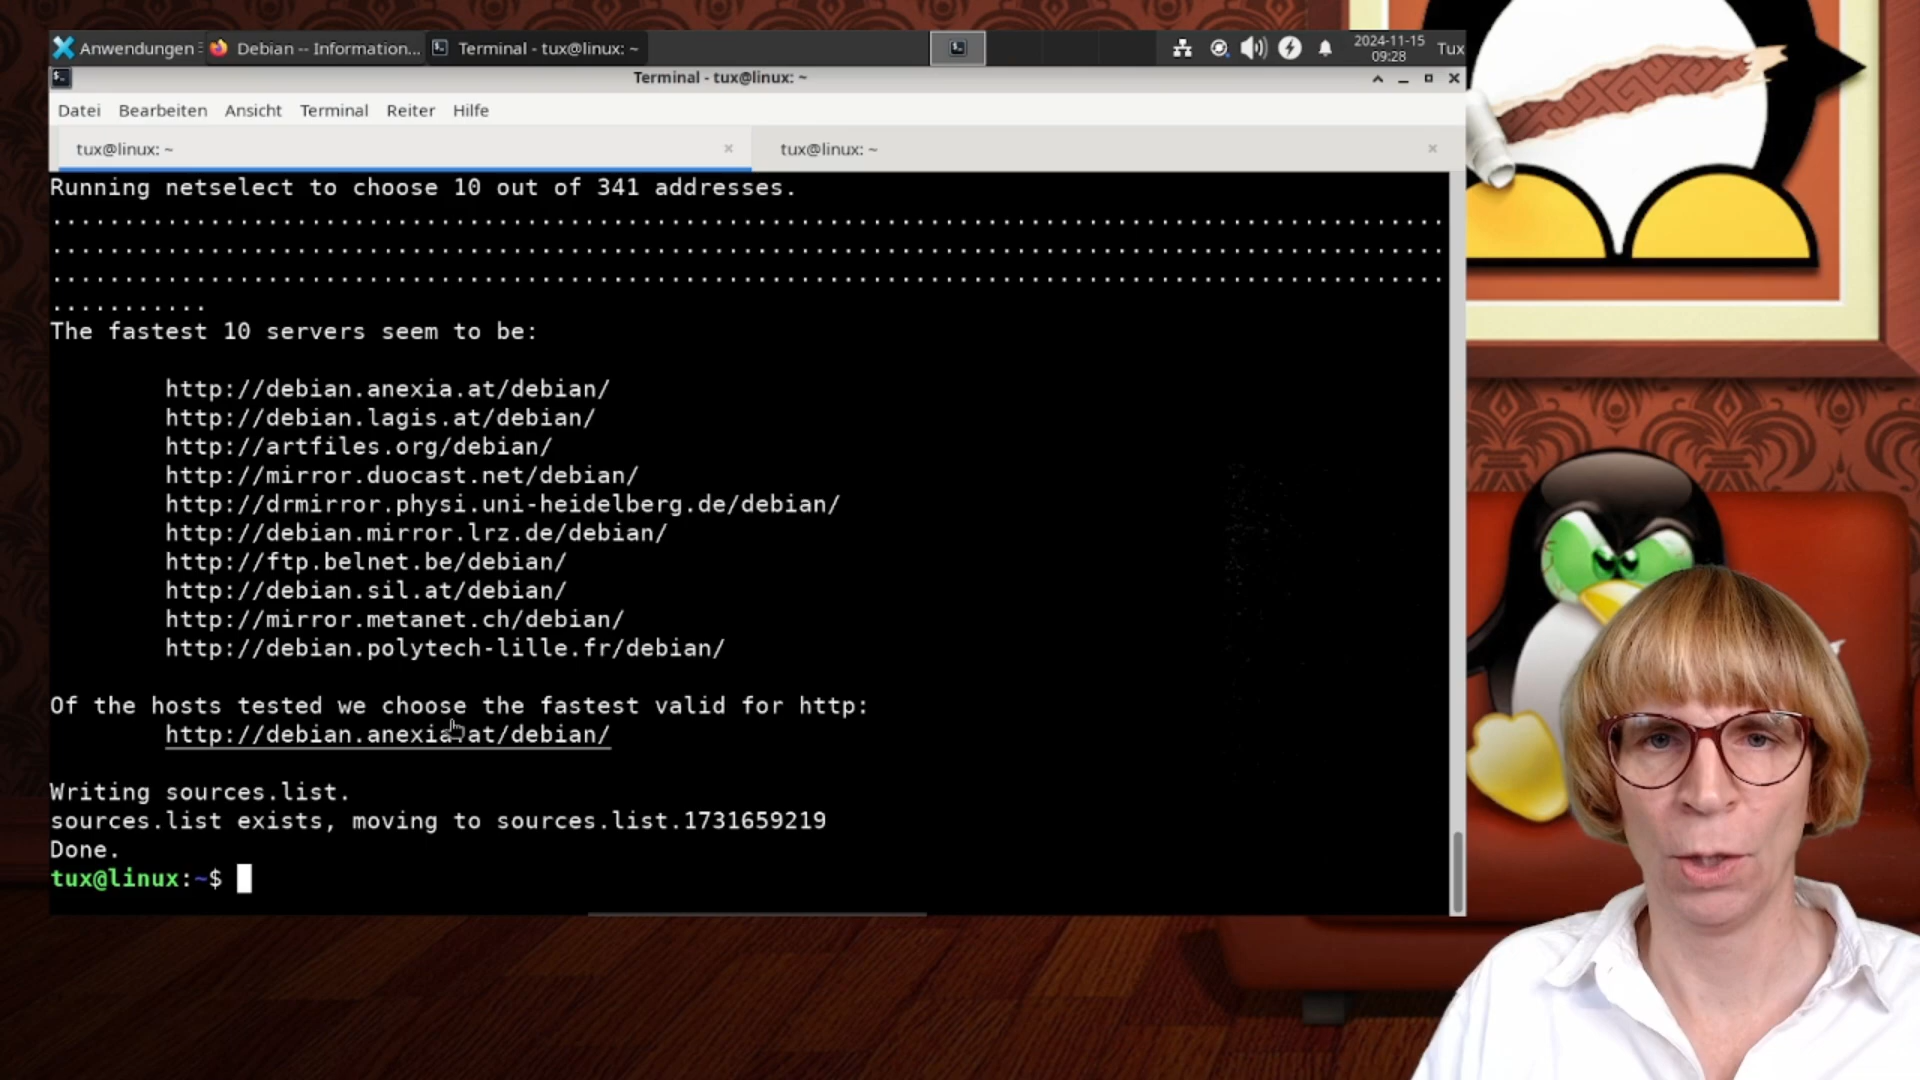 Anwendungen
Debian -- Information...
Terminal - tux@linux: ~
2024-11-15
09:28
Tux
Terminal - tux@linux: ~
Datei Bearbeiten Ansicht Terminal Reiter Hilfe
tux@linux: ~
tux@linux: ~
Running netselect to choose 10 out of 341 addresses.
The fastest 10 servers seem to be:
http://debian.anexia.at/debian/
http://debian.lagis.at/debian/
http://artfiles.org/debian/
http://mirror.duocast.net/debian/
http://drmirror.physi.uni-heidelberg.de/debian/
http://debian.mirror.lrz.de/debian/
http://ftp.belnet.be/debian/
http://debian.sil.at/debian/
http://mirror.metanet.ch/debian/
http://debian.polytech-lille.fr/debian/
Of the hosts tested we choose the fastest valid for http:
http://debian.anexia.at/debian/
Writing sources.list.
sources.list exists, moving to sources.list.1731659219
Done.
tux@linux:~$